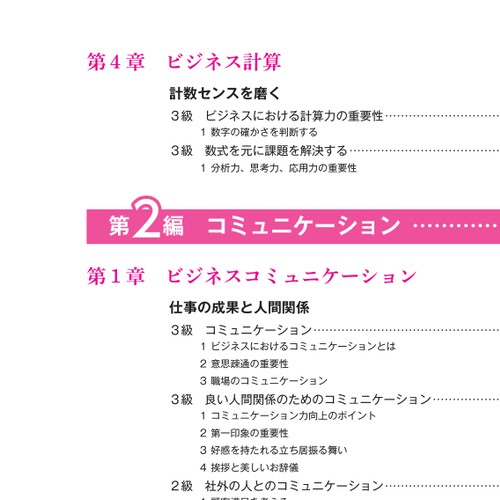 第4章 ビジネス計算
計数センスを磨く
3級 ビジネスにおける計算力の重要性
1 数字の確かさを判断する
3級 数式を元に課題を解決する
1 分析力、思考力、応用力の重要性
第2編 コミュニケーション
第1章 ビジネスコミュニケーション
仕事の成果と人間関係
3級 コミュニケーション
1 ビジネスにおけるコミュニケーションとは
2 意思疎通の重要性
3 職場のコミュニケーション
3級 良い人間関係のためのコミュニケーション
1 コミュニケーション力向上のポイント
2 第一印象の重要性
3 好感を持たれる立ち居振る舞い
4 挨拶と美しいお辞儀
2級 社外の人とのコミュニケーション